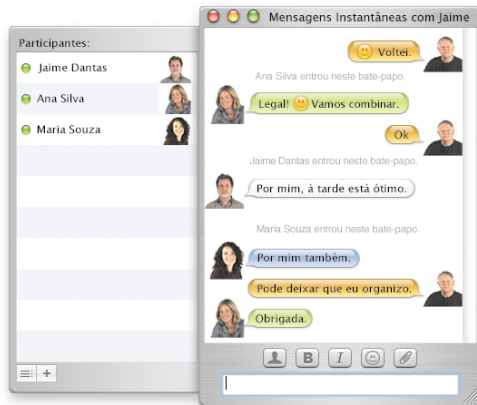 Participantes:
Jaime Dantas
Ana Silva
Maria Souza
Mensagens Instantâneas com Jaime
Voltei.
Ana Silva entrou neste bate-papo.
Legal! Vamos combinar.
Ok
Jaime Dantas entrou neste bate-papo.
Por mim, à tarde está ótimo.
Maria Souza entrou neste bate-papo.
Por mim também.
Pode deixar que eu organizo.
Obrigada.
B
I